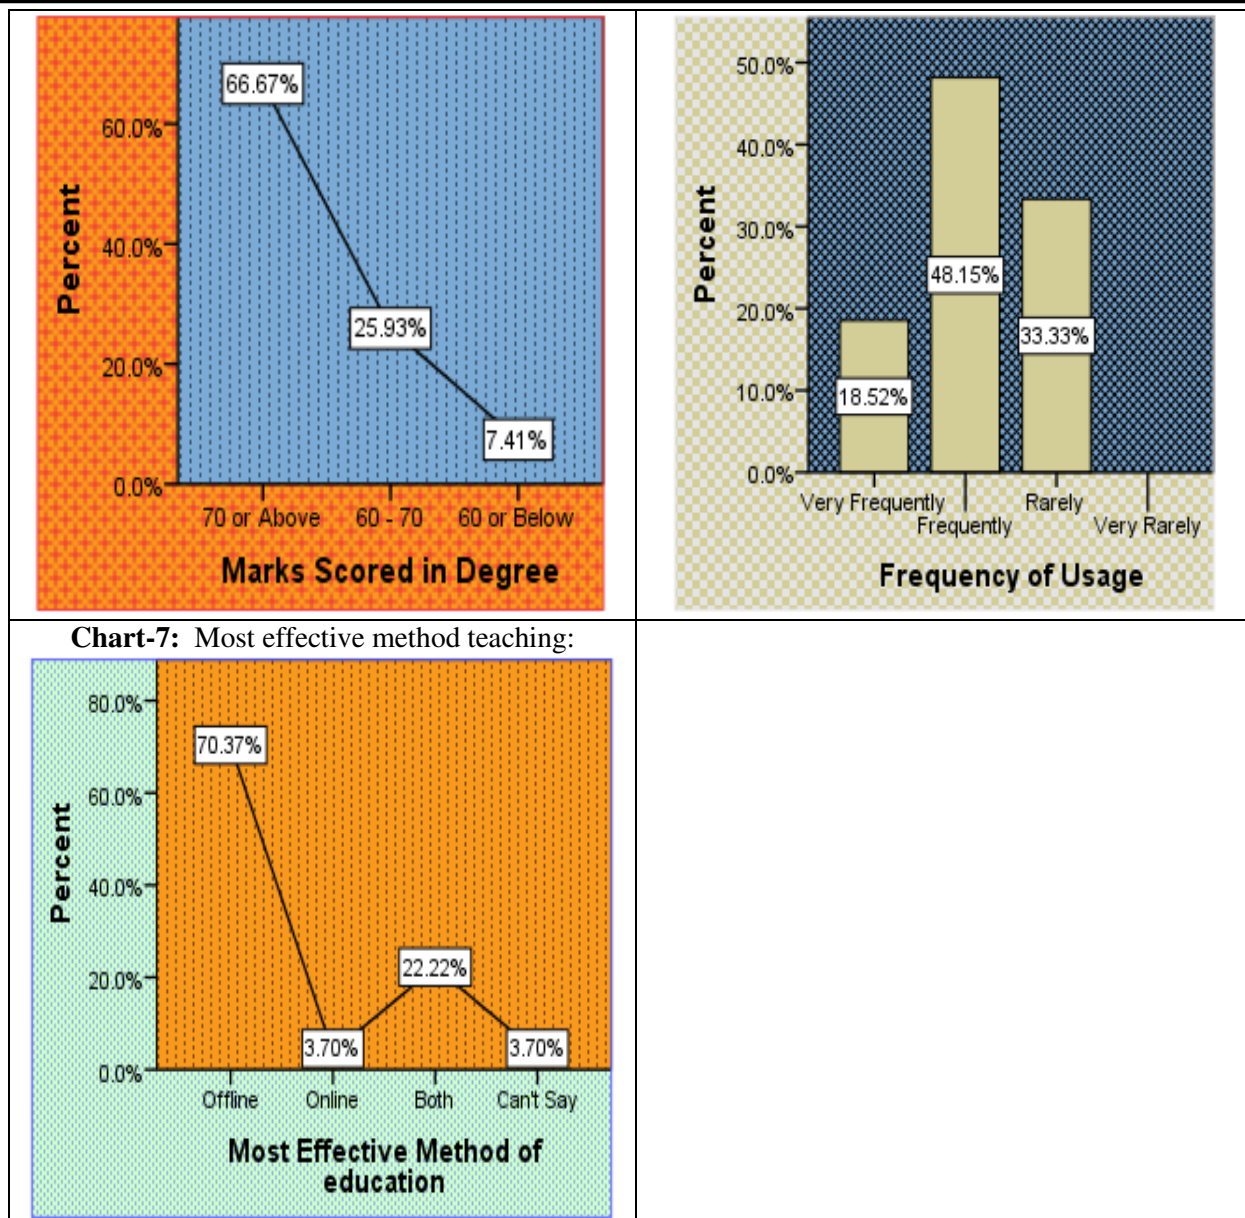 66.67%
60.0%
40.0%
25.93%
20.0%
7.41%
0.0%
Percent
70 or Above 60 - 70 60 or Below
Marks Scored in Degree
50.0%
40.0%
30.0%
48.15%
20.0%
33.33%
10.0%
18.52%
0.0%
Percent
Very Frequently Rarely
Frequently Very Rarely
Frequency of Usage
Chart-7: Most effective method teaching:
80.0%
70.37%
60.0%
40.0%
22.22%
20.0%
3.70% 3.70%
0.0%
Percent
Offline Online Both Can't Say
Most Effective Method of
education